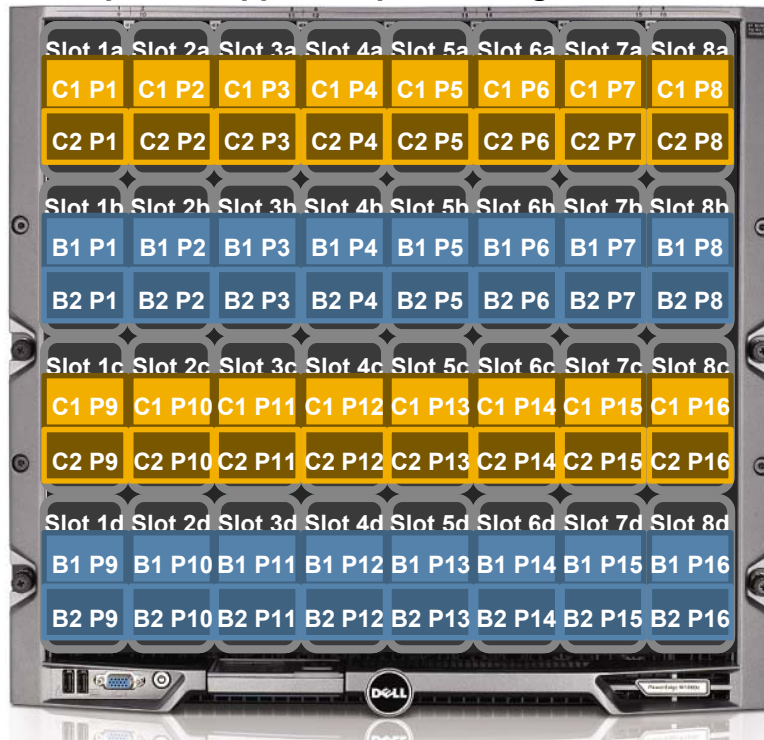 Slot 1a Slot 2a Slot 3a Slot 4a Slot 5a Slot 6a Slot 7a Slot 8a
C1 P1 C1 P2 C1 P3 C1 P4 C1 P5 C1 P6 C1 P7 C1 P8
C2 P1 C2 P2 C2 P3 C2 P4 C2 P5 C2 P6 C2 P7 C2 P8
Slot 1b Slot 2b Slot 3b Slot 4b Slot 5b Slot 6b Slot 7b Slot 8b
B1 P1 B1 P2 B1 P3 B1 P4 B1 P5 B1 P6 B1 P7 B1 P8
B2 P1 B2 P2 B2 P3 B2 P4 B2 P5 B2 P6 B2 P7 B2 P8
Slot 1c Slot 2c Slot 3c Slot 4c Slot 5c Slot 6c Slot 7c Slot 8c
C1 P9 C1 P10 C1 P11 C1 P12 C1 P13 C1 P14 C1 P15 C1 P16
C2 P9 C2 P10 C2 P11 C2 P12 C2 P13 C2 P14 C2 P15 C2 P16
Slot 1d Slot 2d Slot 3d Slot 4d Slot 5d Slot 6d Slot 7d Slot 8d
B1 P9 B1 P10 B1 P11 B1 P12 B1 P13 B1 P14 B1 P15 B1 P16
B2 P9 B2 P10 B2 P11 B2 P12 B2 P13 B2 P14 B2 P15 B2 P16
DELL